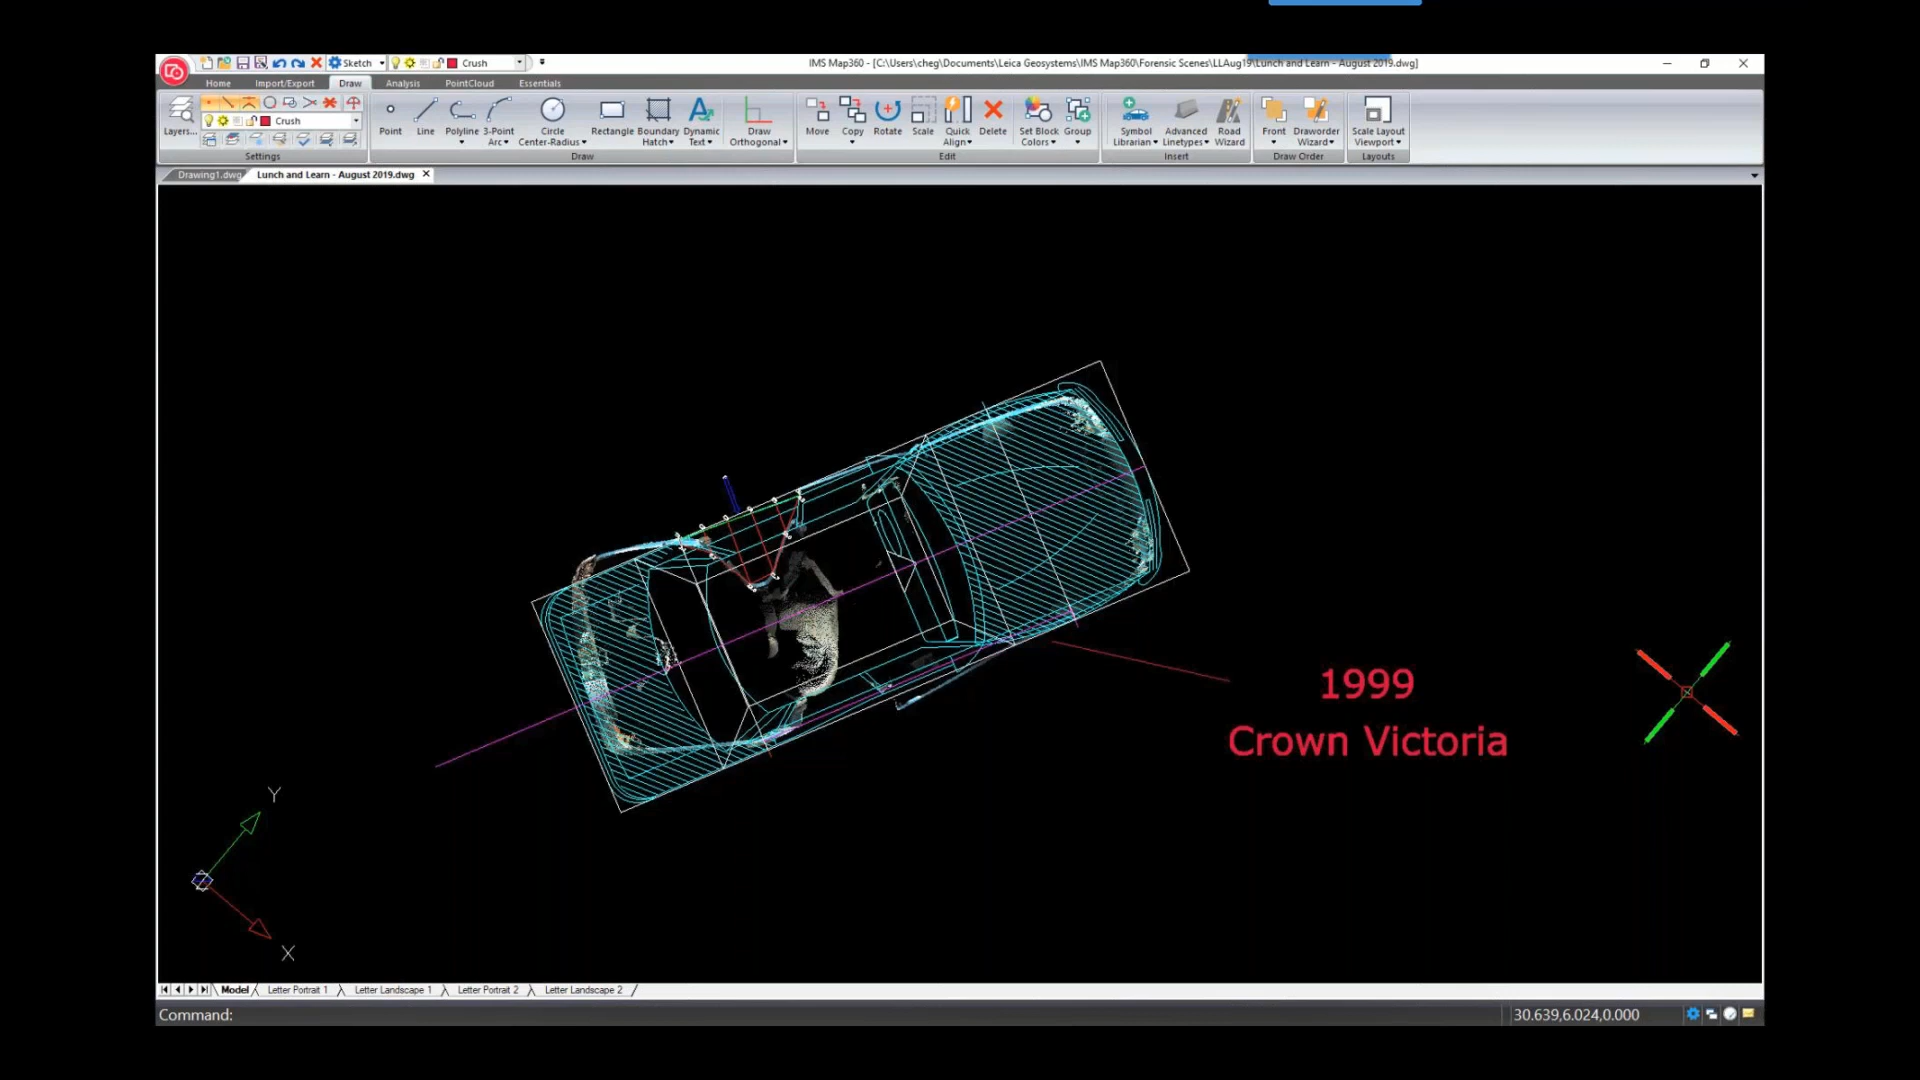 Sketch Crush
IMS Map360 - [C:\Users\cheg\Documents\Leica Geosystems\IMS Map360\Forensic Scenes\LLAug19\Lunch and Learn - August 2019.dwg]
Home Import/Export Draw Analysis PointCloud Essentials
Layers... Crush
Point Line Polyline 3-Point Arc Circle Center-Radius Rectangle Boundary Hatch Dynamic Text Draw Orthogonal
Move Copy Rotate Scale Quick Align Delete Set Block Colors Group
Symbol Librarian Advanced Linetypes Road Wizard Front Draworder Wizard Scale Layout Viewport
Settings Draw Edit Insert Draw Order Layouts
Drawing1.dwg Lunch and Learn - August 2019.dwg
1999
Crown Victoria
Y
Z
X
Model Letter Portrait 1 Letter Landscape 1 Letter Portrait 2 Letter Landscape 2
Command: 30.639,6.024,0.000